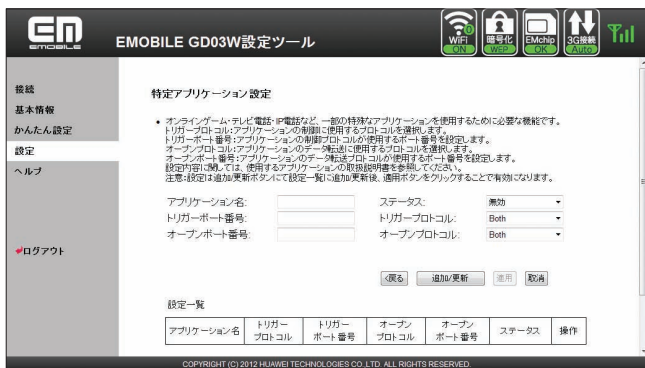 EM
EMOBILE
EMOBILE GD03W設定ツール
WiFi
ON
暗号化
WEP
EMchip
OK
3G接続
Auto
接続
基本情報
かんたん設定
設定
ヘルプ
ログアウト
特定アプリケーション設定
• オンラインゲーム・テレビ電話・IP電話など、一部の特殊なアプリケーションを使用するために必要な機能です。
トリガープロトコル:アプリケーションの制御に使用するプロトコルを選択します。
トリガーポート番号:アプリケーションの制御プロトコルが使用するポート番号を設定します。
オープンプロトコル:アプリケーションのデータ転送に使用するプロトコルを選択します。
オープンポート番号:アプリケーションのデータ転送プロトコルが使用するポート番号を設定します。
設定内容に関しては、使用するアプリケーションの取扱説明書を参照してください。
注意:設定は追加/更新ボタンにて設定一覧に追加/更新後、適用ボタンをクリックすることで有効になります。
アプリケーション名: ステータス: 無効
トリガーポート番号: トリガープロトコル: Both
オープンポート番号: オープンプロトコル: Both
<戻る 追加/更新 適用 取消
設定一覧
アプリケーション名 トリガープロトコル トリガーポート番号 オープンプロトコル オープンポート番号 ステータス 操作
COPYRIGHT (C) 2012 HUAWEI TECHNOLOGIES CO.,LTD. ALL RIGHTS RESERVED.